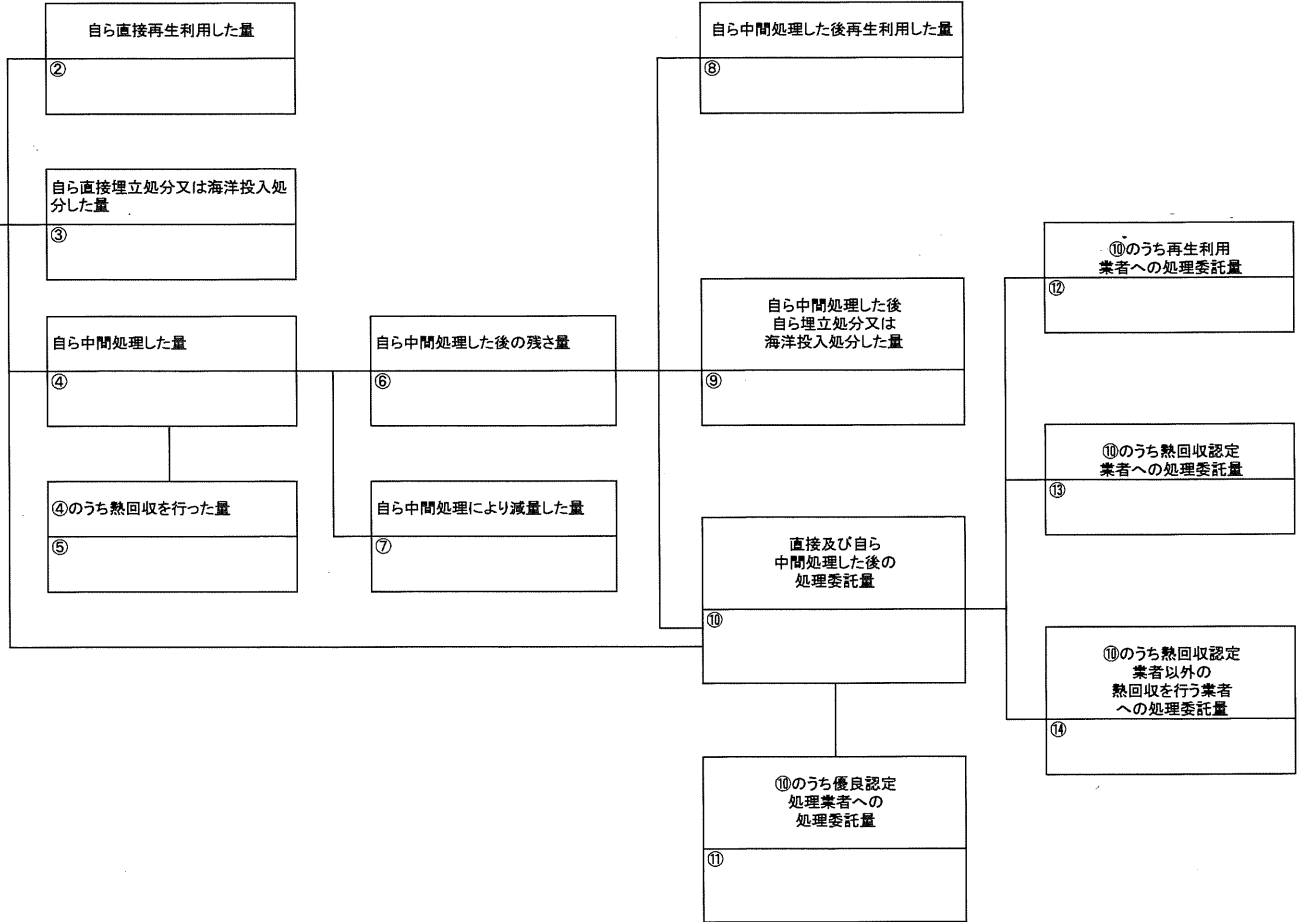 自ら直接再生利用した量
②
自ら直接埋立処分又は海洋投入処
分した量
③
自ら中間処理した量
④
④のうち熱回収を行った量
⑤
自ら中間処理した後の残さ量
⑥
自ら中間処理により減量した量
⑦
自ら中間処理した後再生利用した量
⑧
自ら中間処理した後
自ら埋立処分又は
海洋投入処分した量
⑨
直接及び自ら
中間処理した後の
処理委託量
⑩
⑩のうち優良認定
処理業者への
処理委託量
⑪
⑩のうち再生利用
業者への処理委託量
⑫
⑩のうち熱回収認定
業者への処理委託量
⑬
⑩のうち熱回収認定
業者以外の
熱回収を行う業者
への処理委託量
⑭